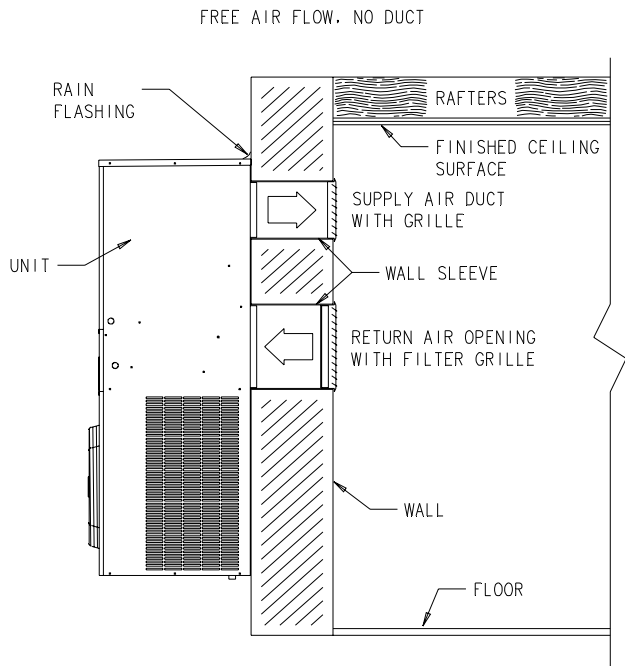 FREE AIR FLOW, NO DUCT
RAIN
FLASHING
RAFTERS
FINISHED CEILING
SURFACE
SUPPLY AIR DUCT
WITH GRILLE
UNIT
WALL SLEEVE
RETURN AIR OPENING
WITH FILTER GRILLE
WALL
FLOOR